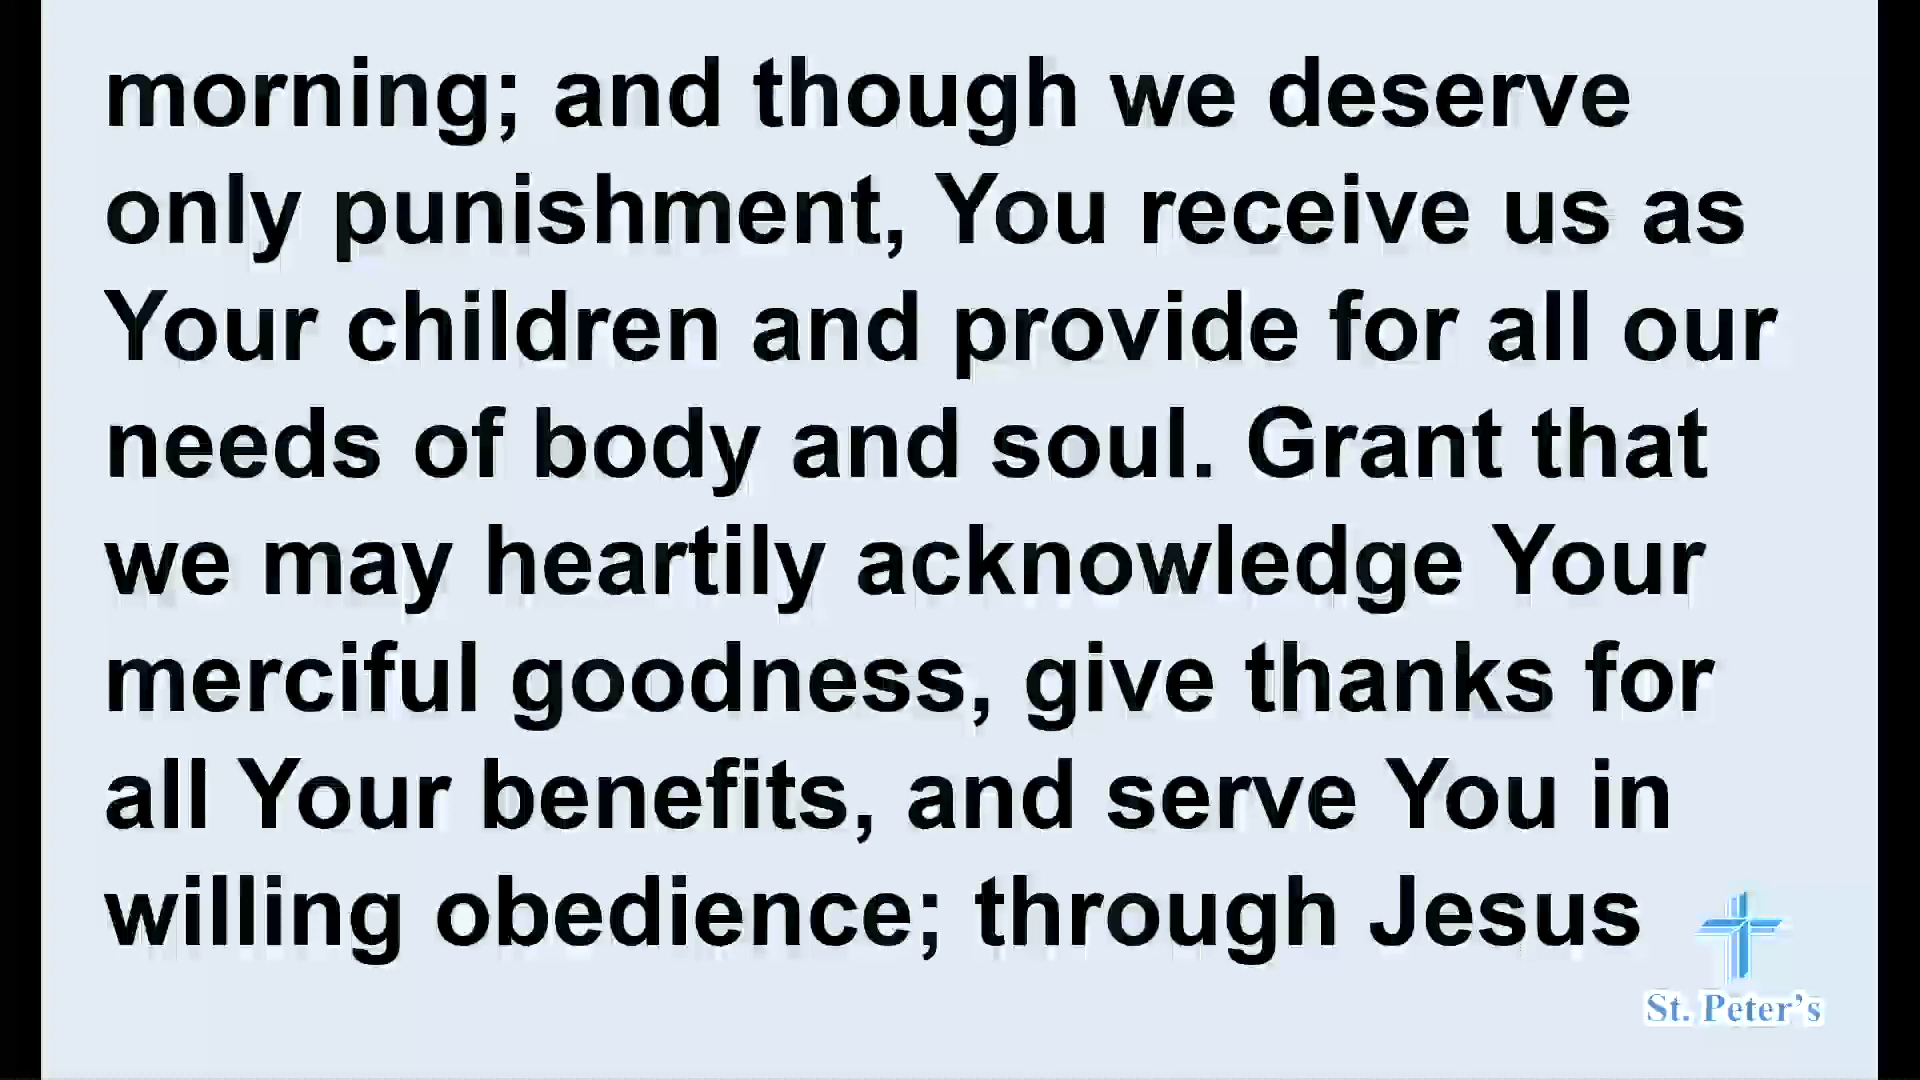 morning; and though we deserve
only punishment, You receive us as
Your children and provide for all our
needs of body and soul. Grant that
we may heartily acknowledge Your
merciful goodness, give thanks for
all Your benefits, and serve You in
willing obedience; through Jesus
St. Peter's